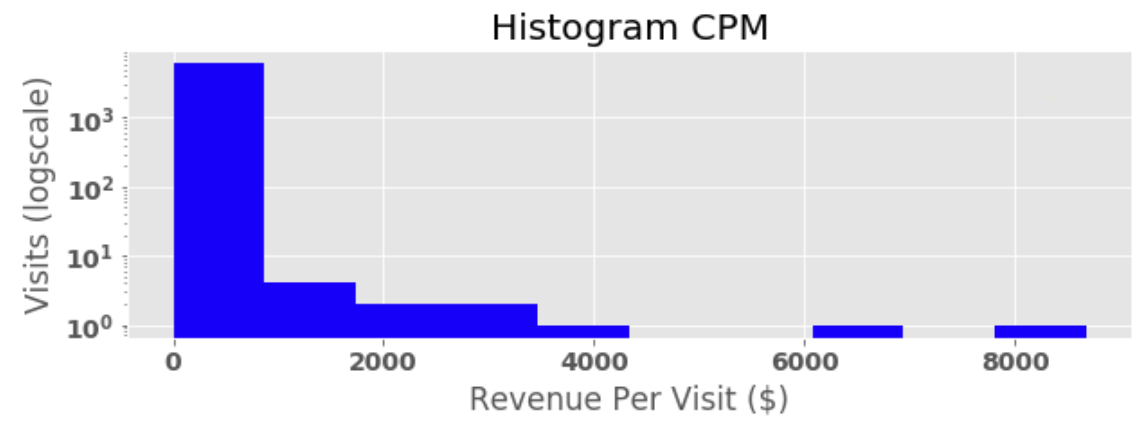 Histogram CPM
Visits (logscale)
10³
10²
10¹
10⁰
0 2000 4000 6000 8000
Revenue Per Visit ($)